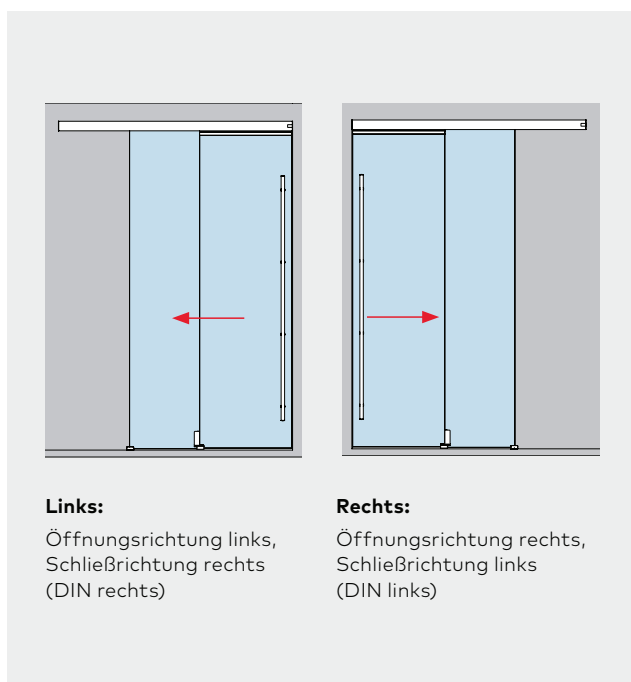 Links:
Öffnungsrichtung links,
Schließrichtung rechts
(DIN rechts)
Rechts:
Öffnungsrichtung rechts,
Schließrichtung links
(DIN links)